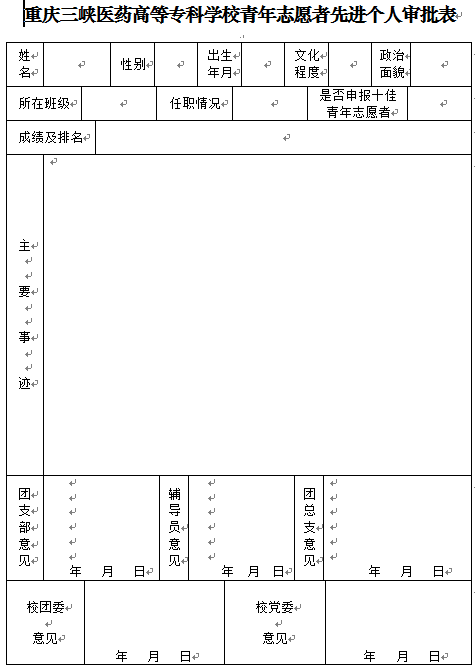 重庆三峡医药高等专科学校青年志愿者先进个人审批表
姓名
性别
出生年月
文化程度
政治面貌
所在班级
任职情况
是否申报十佳
青年志愿者
成绩及排名
主要事迹
团支部意见
年 月 日
辅导员意见
年 月 日
团总支意见
年 月 日
校团委
意见
年 月 日
校党委
意见
年 月 日